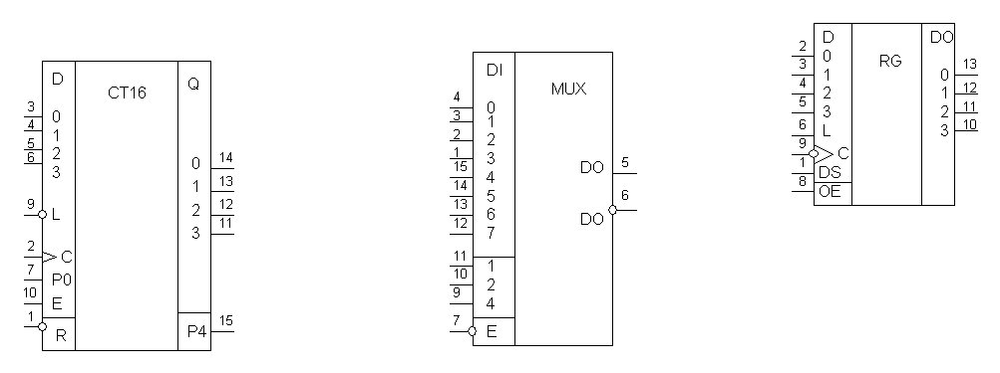 D CT16 Q
3 0
4 1
5 2
6 3
0 14
1 13
2 12
3 11
9 L
2 C
7 P0
10 E
1 R
P4 15
DI MUX
4 0
3 1
2 2
1 3
15 4
14 5
13 6
12 7
DO 5
DO 6
11 1
10 2
9 4
7 E
D RG DO
2 0
3 1
4 2
5 3
6 L
9 C
1 DS
8 OE
0 13
1 12
2 11
3 10